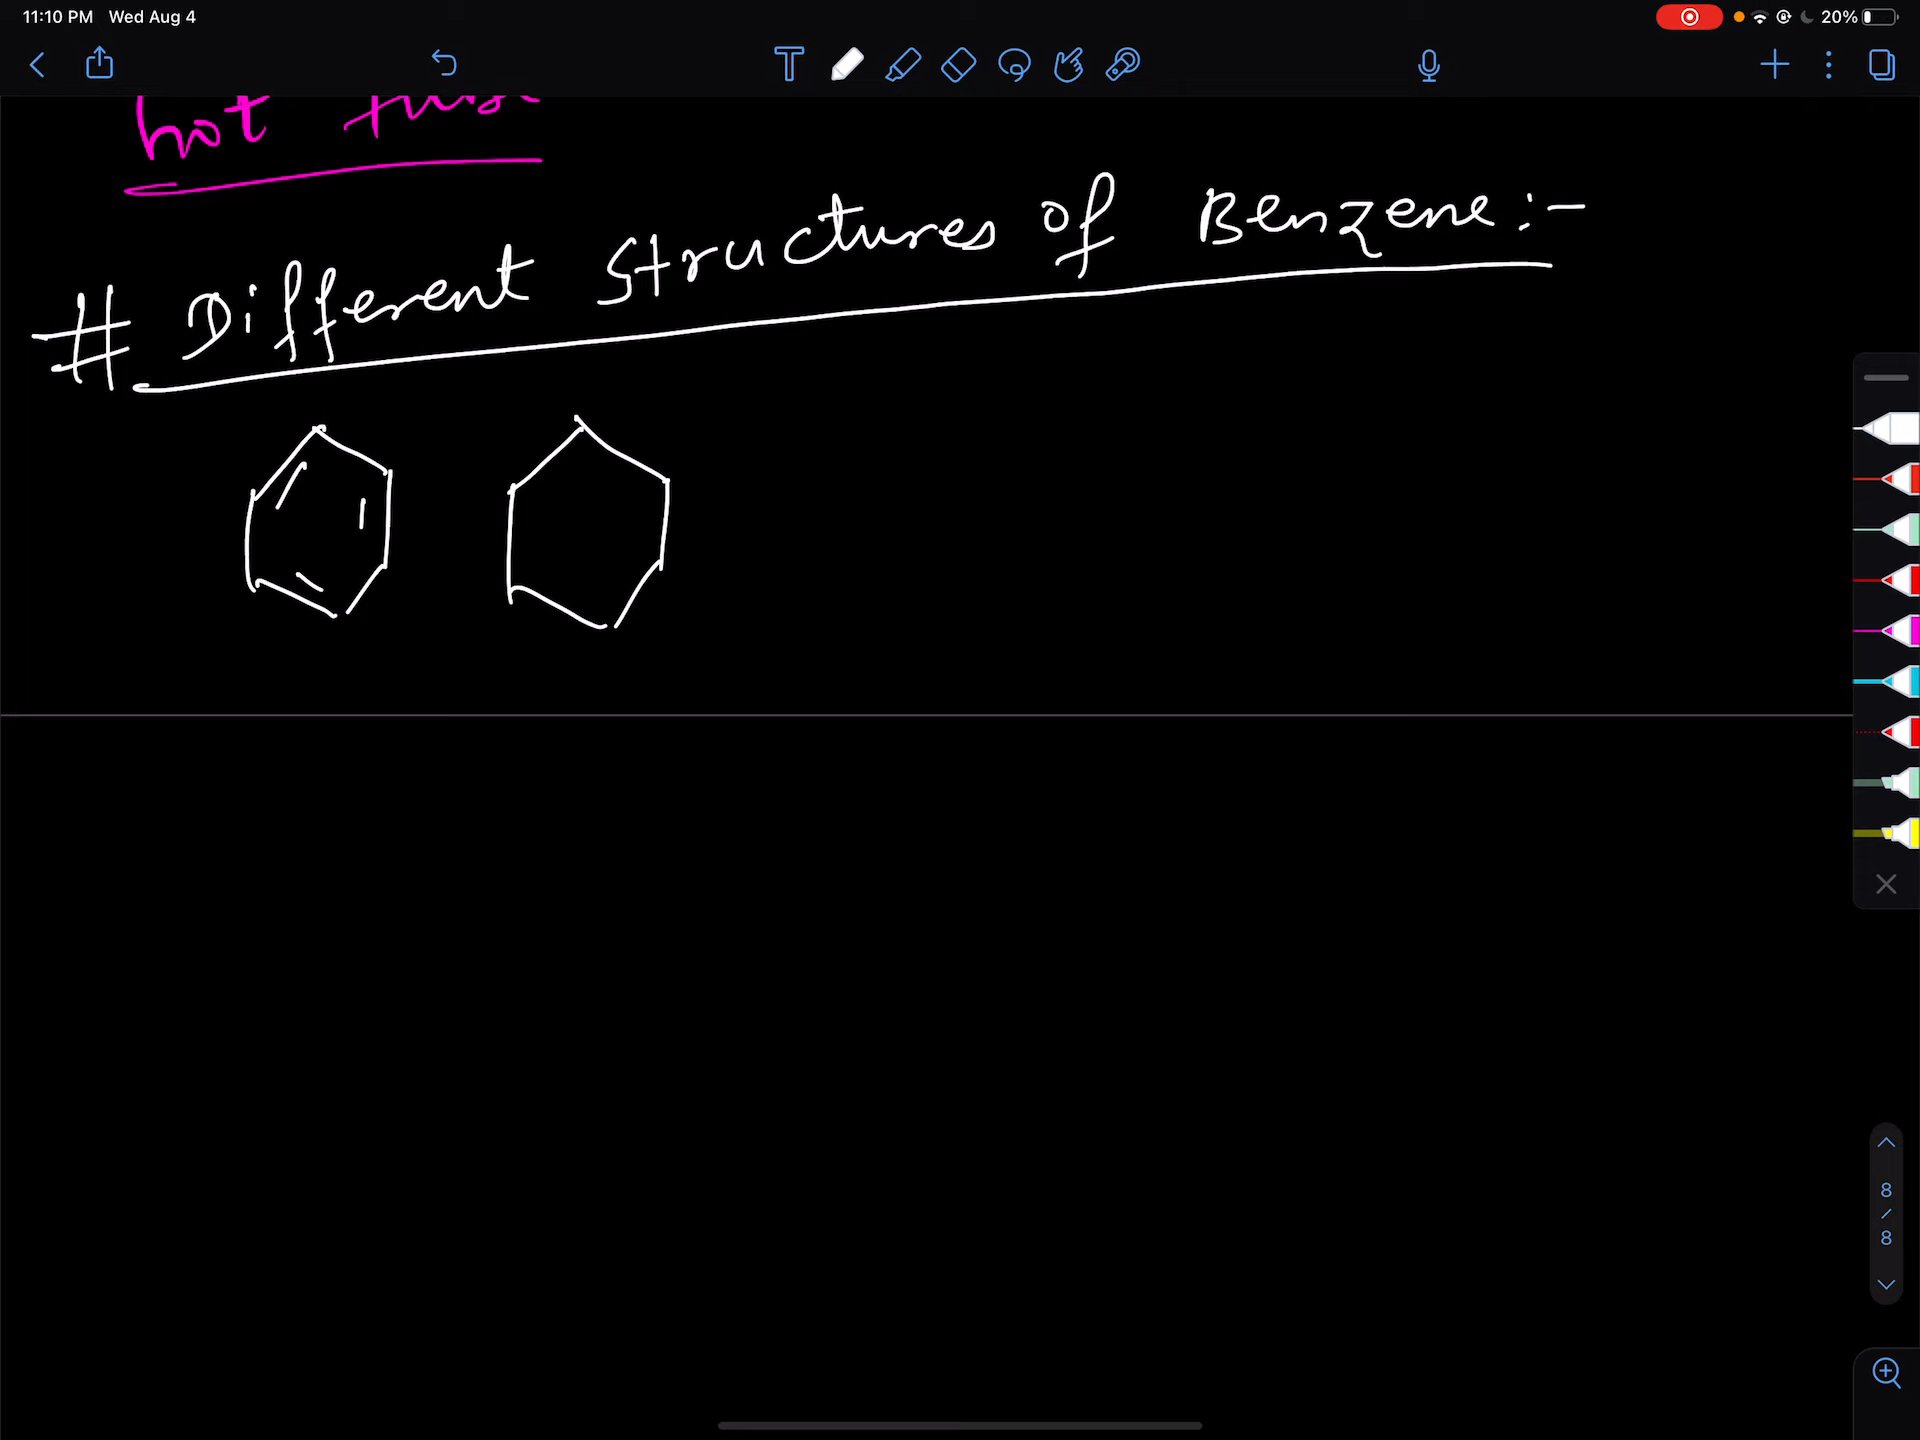 11:10 PM Wed Aug 4
20%
T
hot
# Different Structures of Benzene :-
8
/
8